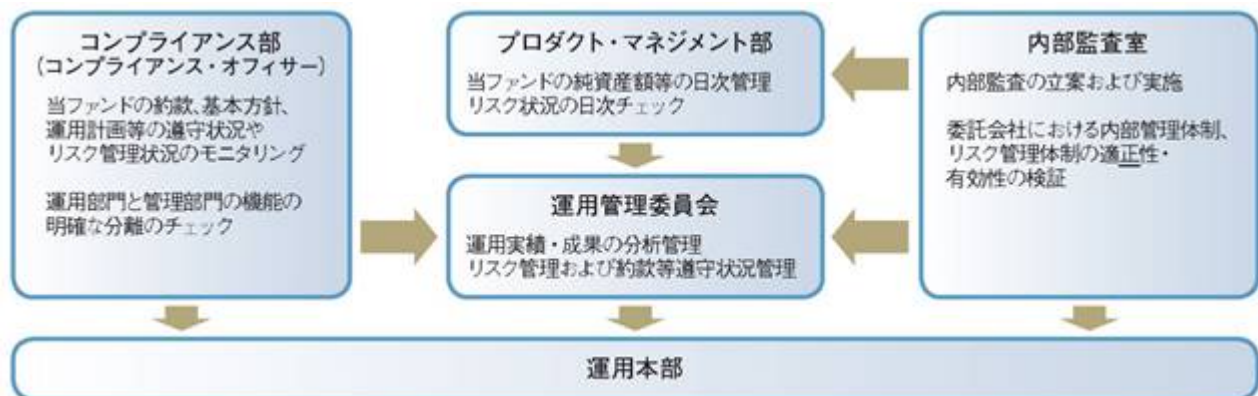 コンプライアンス部
(コンプライアンス・オフィサー)
当ファンドの約款、基本方針、
運用計画等の遵守状況や
リスク管理状況のモニタリング
運用部門と管理部門の機能の
明確な分離のチェック
プロダクト・マネジメント部
当ファンドの純資産額等の日次管理
リスク状況の日次チェック
運用管理委員会
運用実績・成果の分析管理
リスク管理および約款等遵守状況管理
内部監査室
内部監査の立案および実施
委託会社における内部管理体制、
リスク管理体制の適正性・
有効性の検証
運用本部